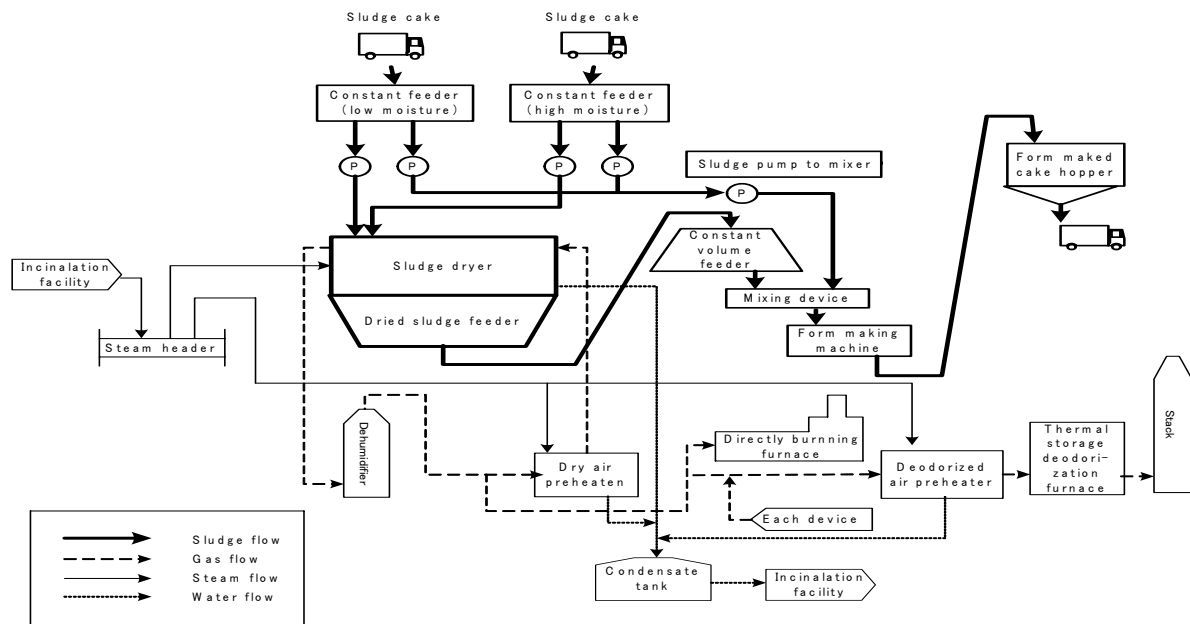 Sludge cake
Sludge cake
Constant feeder
(low moisture)
Constant feeder
(high moisture)
P
P
P
P
Sludge pump to mixer
P
Form maked
cake hopper
Constant
volume
feeder
Incinalation
facility
Sludge dryer
Mixing device
Dried sludge feeder
Form making
machine
Steam header
Stack
Dehumidifier
Directly burnning
furnace
Thermal
storage
deodori-
zation
furnace
Dry air
preheaten
Deodorized
air preheater
Each device
Sludge flow
Gas flow
Steam flow
Water flow
Condensate
tank
Incinalation
facility